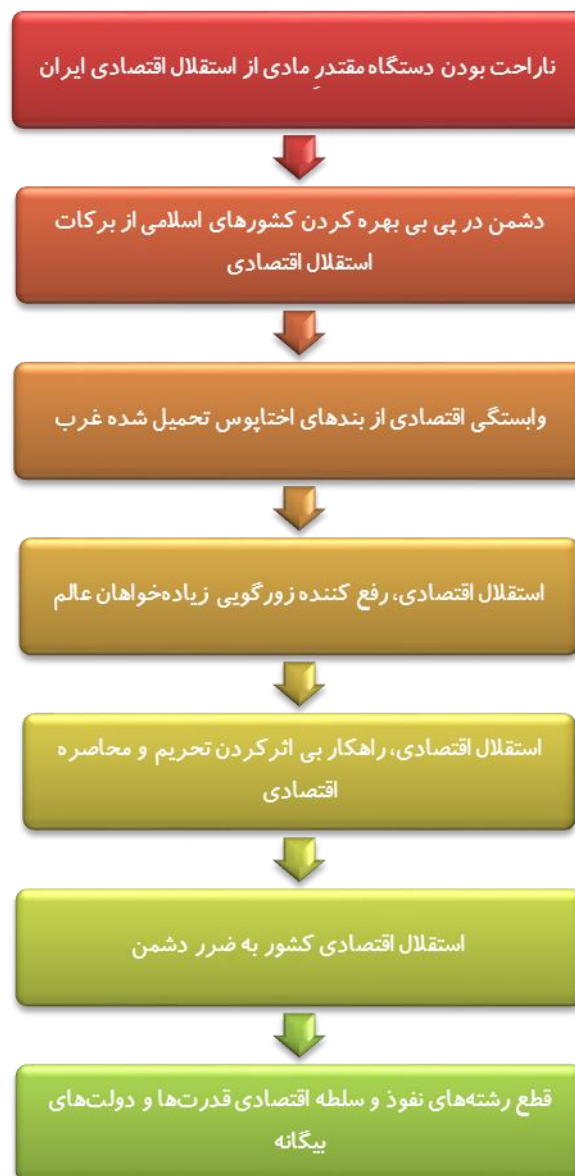 ناراحت بودن دستگاه مقتدر مادی از استقلال اقتصادی ایران
دشمن در پی بی بهره کردن کشورهای اسلامی از برکات
استقلال اقتصادی
وابستگی اقتصادی از بندهای اختاپوس تحمیل شده غرب
استقلال اقتصادی، رفع کننده زورگویی زیاده‌خواهان عالم
استقلال اقتصادی، راهکار بی اثرکردن تحریم و محاصره
اقتصادی
استقلال اقتصادی کشور به ضرر دشمن
قطع رشته‌های نفوذ و سلطه اقتصادی قدرت‌ها و دولت‌های
بیگانه